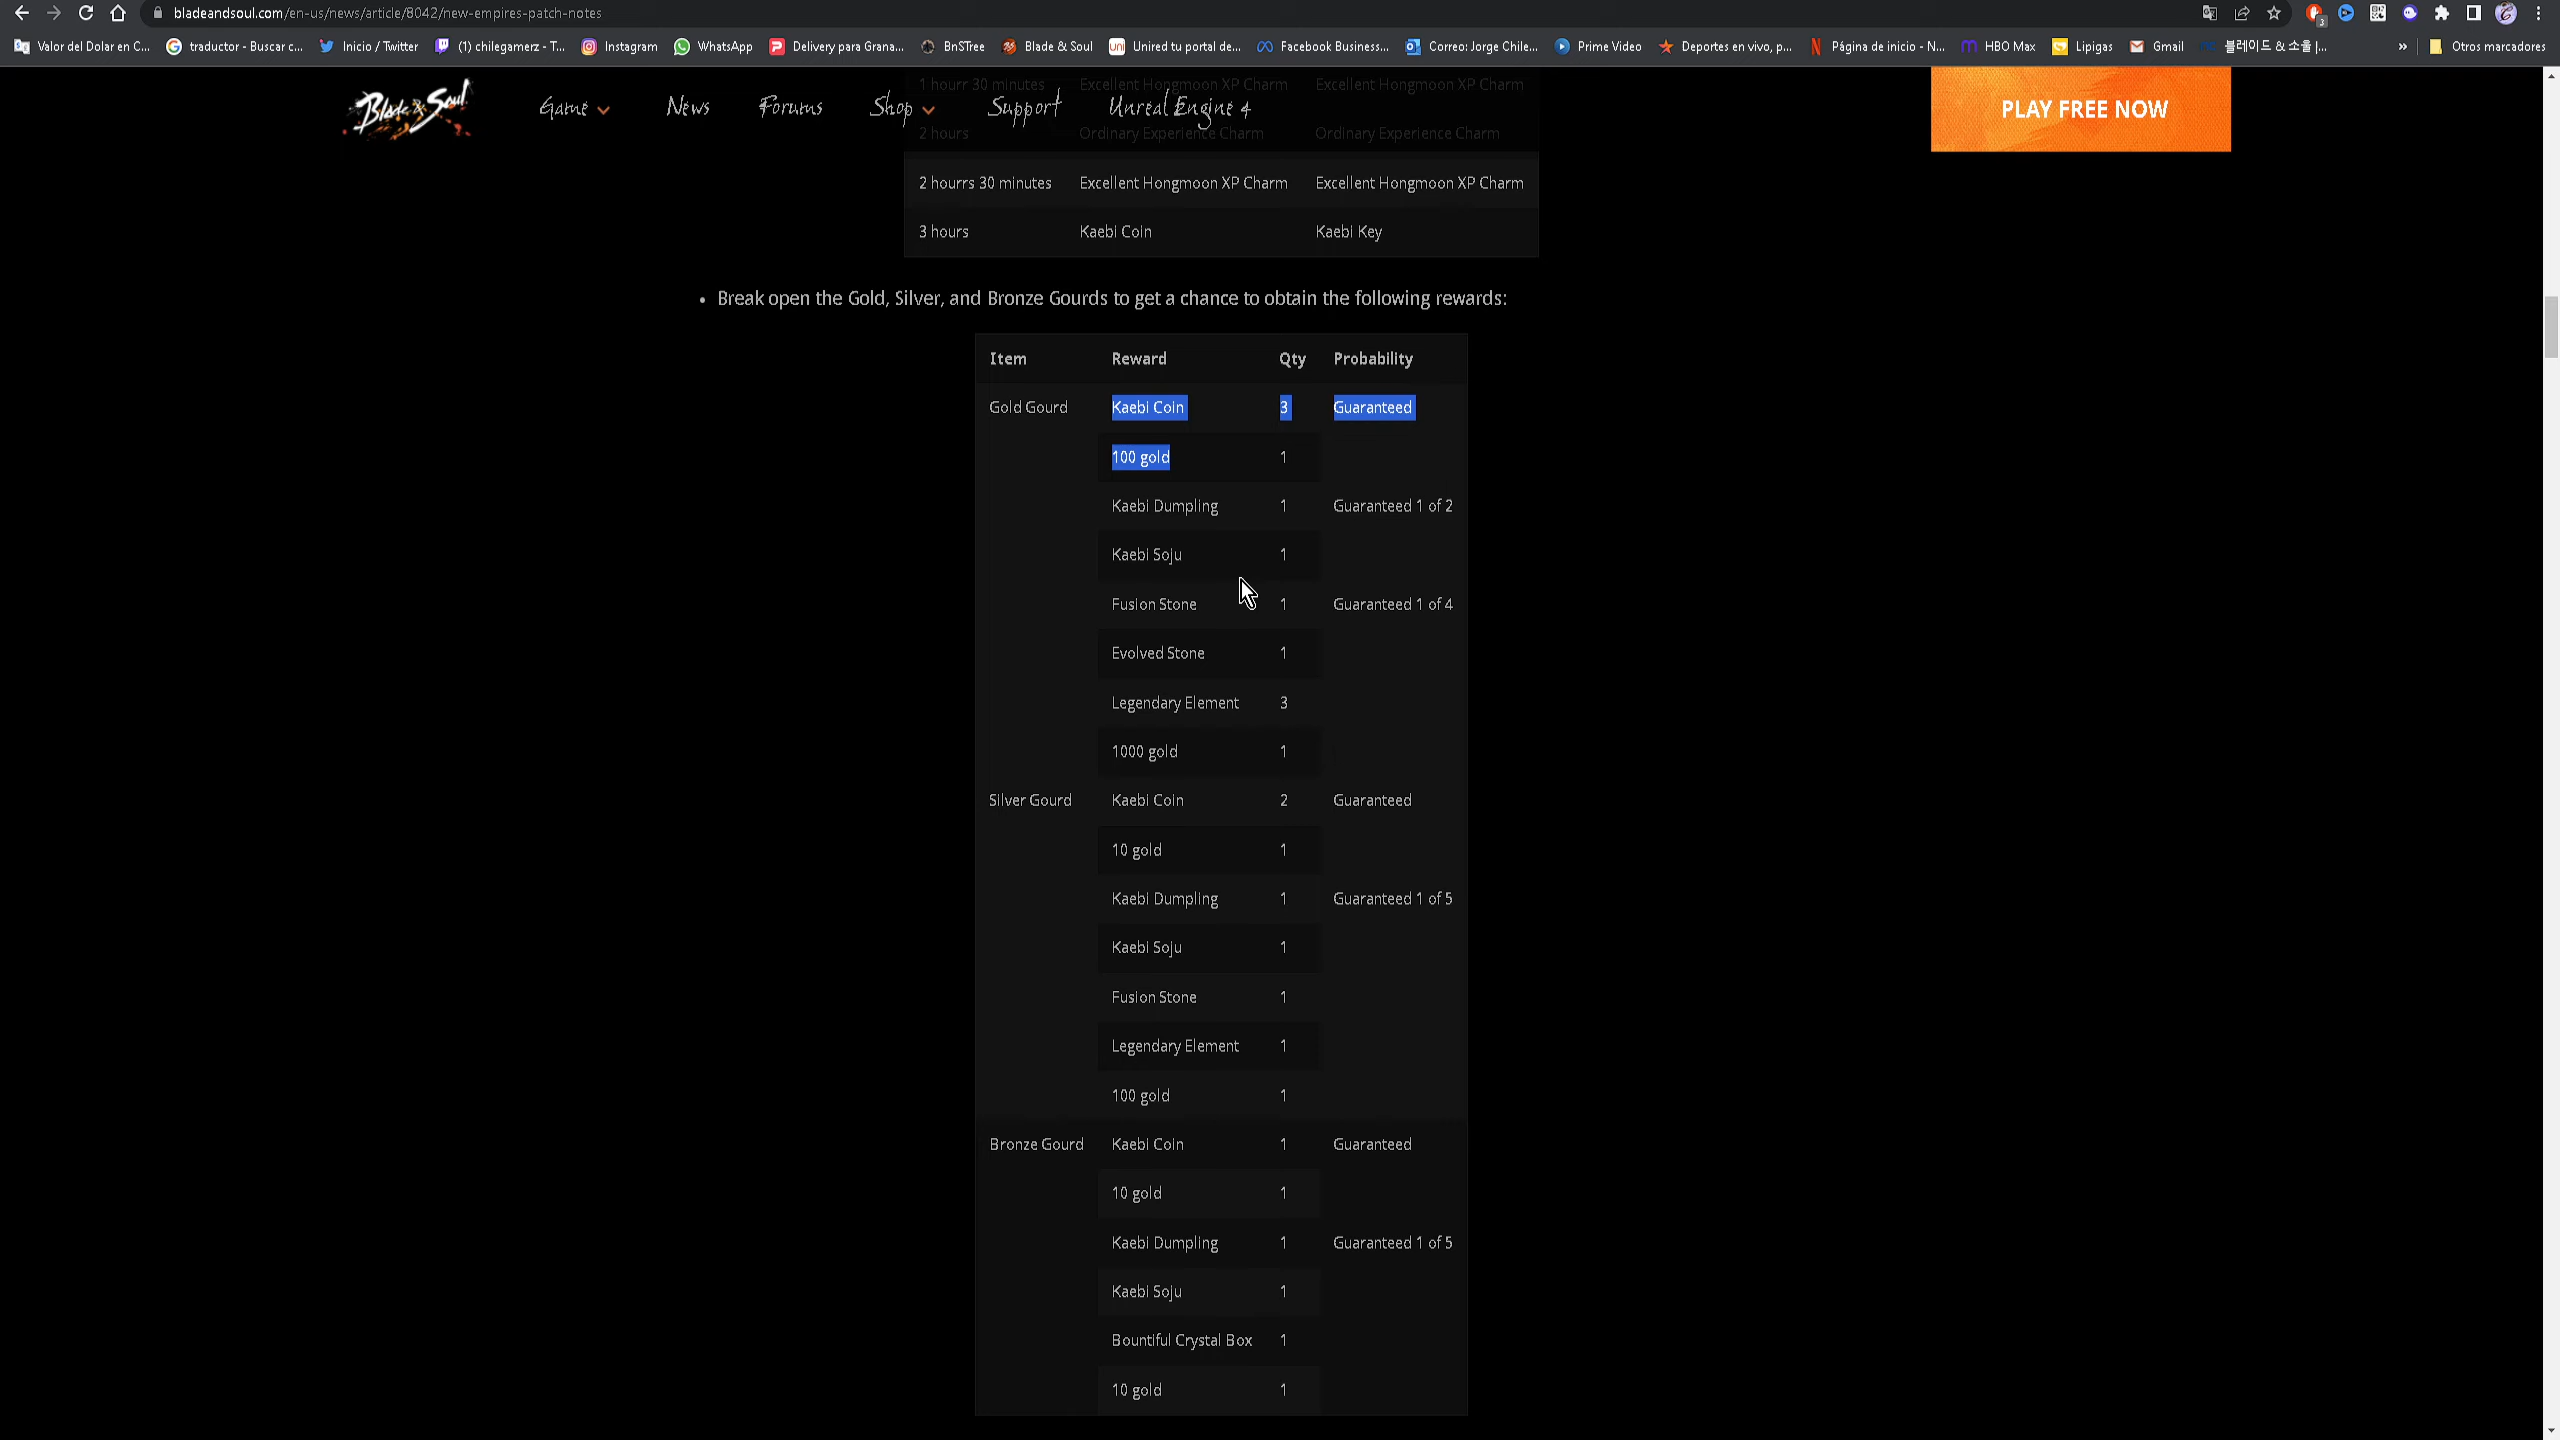 bladeandsoul.com/en-us/news/article/8042/new-empires-patch-notes
Valor del Dolar en C... traductor - Buscar c... Inicio / Twitter (1) chilegamerz - T... Instagram WhatsApp Delivery para Grana... BnSTree Blade & Soul Unired tu portal de... Facebook Business... Correo: Jorge Chile... Prime Video Deportes en vivo, p... Página de inicio - N... HBO Max Lipigas Gmail 블레이드 & 소울 |... » Otros marcadores
1 hourr 30 minutes Excellent Hongmoon XP Charm Excellent Hongmoon XP Charm
Blade & Soul Game News Forums Shop Support Unreal Engine 4 PLAY FREE NOW
2 hours Ordinary Experience Charm Ordinary Experience Charm
2 hourrs 30 minutes Excellent Hongmoon XP Charm Excellent Hongmoon XP Charm
3 hours Kaebi Coin Kaebi Key
• Break open the Gold, Silver, and Bronze Gourds to get a chance to obtain the following rewards:
Item Reward Qty Probability
Gold Gourd Kaebi Coin 3 Guaranteed
100 gold 1
Kaebi Dumpling 1 Guaranteed 1 of 2
Kaebi Soju 1
Fusion Stone 1 Guaranteed 1 of 4
Evolved Stone 1
Legendary Element 3
1000 gold 1
Silver Gourd Kaebi Coin 2 Guaranteed
10 gold 1
Kaebi Dumpling 1 Guaranteed 1 of 5
Kaebi Soju 1
Fusion Stone 1
Legendary Element 1
100 gold 1
Bronze Gourd Kaebi Coin 1 Guaranteed
10 gold 1
Kaebi Dumpling 1 Guaranteed 1 of 5
Kaebi Soju 1
Bountiful Crystal Box 1
10 gold 1